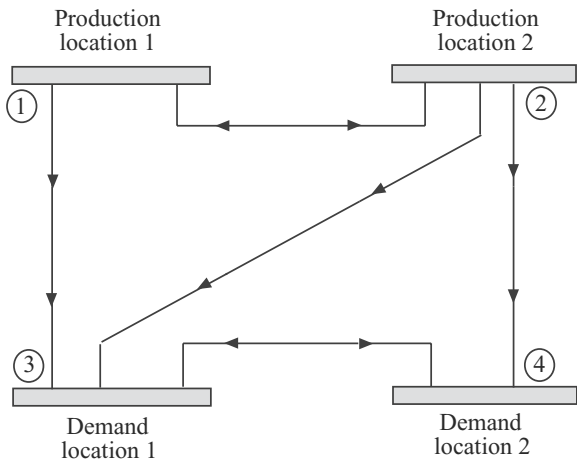 Production
location 1
Production
location 2
1
2
3
4
Demand
location 1
Demand
location 2